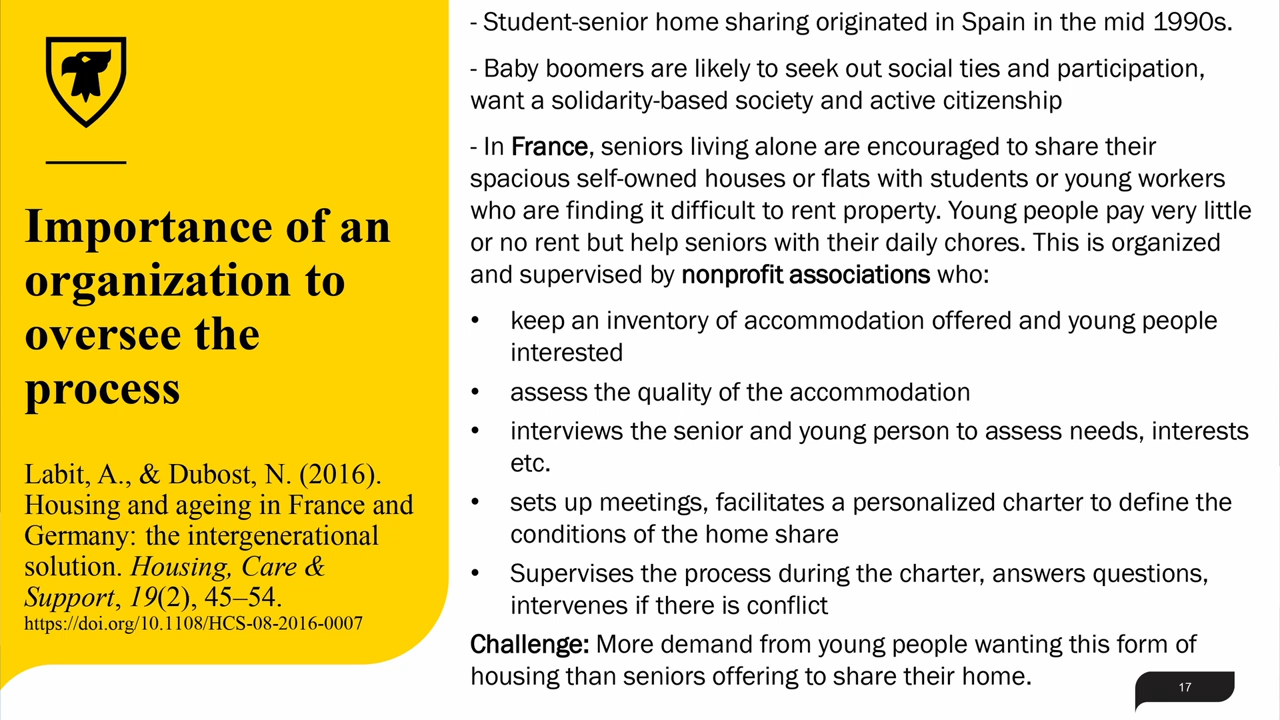 Importance of an
organization to
oversee the
process
Labit, A., & Dubost, N. (2016).
Housing and ageing in France and
Germany: the intergenerational
solution. Housing, Care &
Support, 19(2), 45–54.
https://doi.org/10.1108/HCS-08-2016-0007
- Student-senior home sharing originated in Spain in the mid 1990s.
- Baby boomers are likely to seek out social ties and participation,
want a solidarity-based society and active citizenship
- In France, seniors living alone are encouraged to share their
spacious self-owned houses or flats with students or young workers
who are finding it difficult to rent property. Young people pay very little
or no rent but help seniors with their daily chores. This is organized
and supervised by nonprofit associations who:
• keep an inventory of accommodation offered and young people
interested
• assess the quality of the accommodation
• interviews the senior and young person to assess needs, interests
etc.
• sets up meetings, facilitates a personalized charter to define the
conditions of the home share
• Supervises the process during the charter, answers questions,
intervenes if there is conflict
Challenge: More demand from young people wanting this form of
housing than seniors offering to share their home.
17